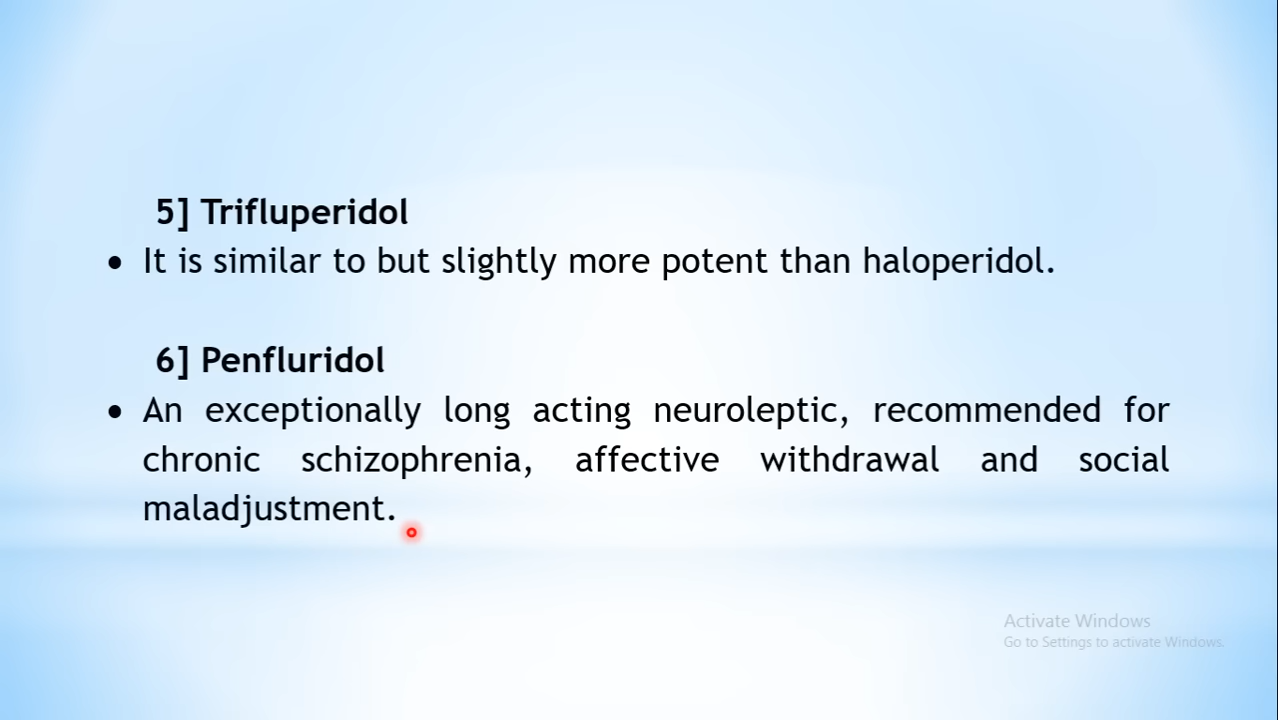 5] Trifluperidol
• It is similar to but slightly more potent than haloperidol.
6] Penfluridol
• An exceptionally long acting neuroleptic, recommended for
chronic schizophrenia, affective withdrawal and social
maladjustment.
Activate Windows
Go to Settings to activate Windows.